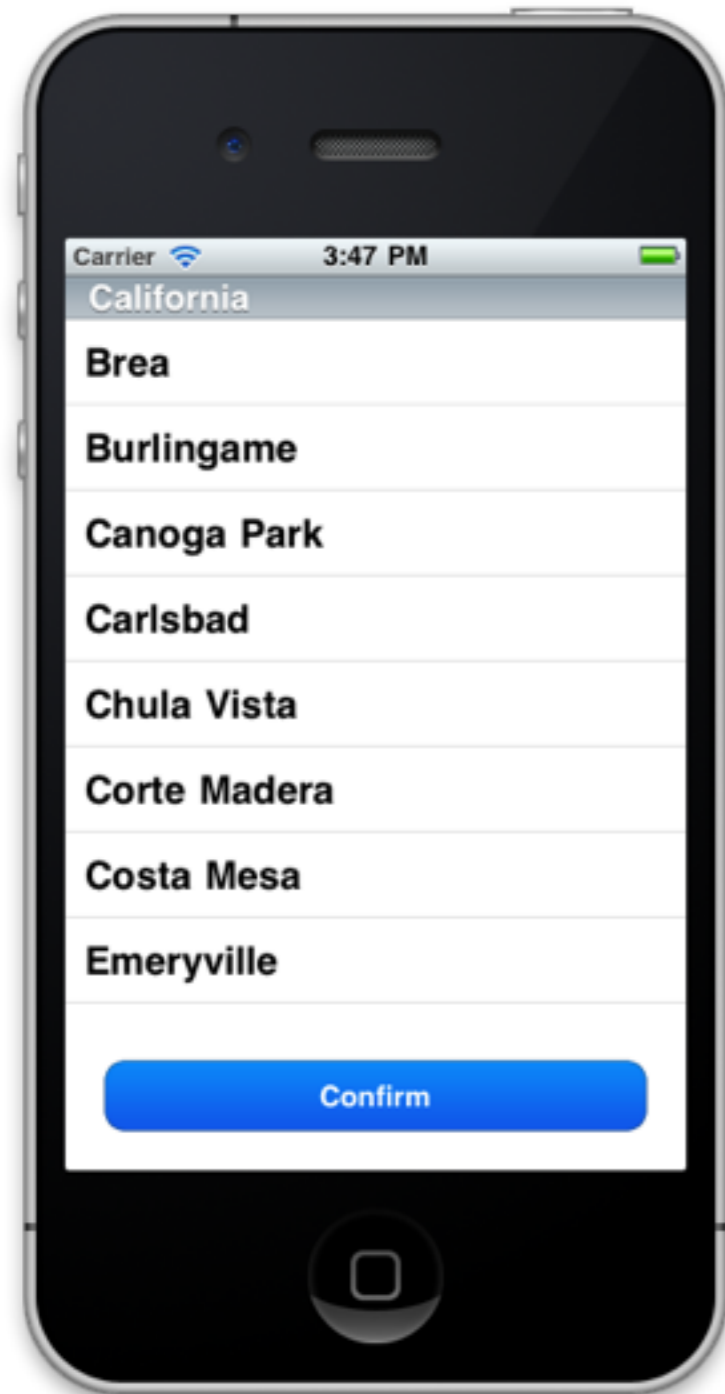 Carrier 3:47 PM
California
Brea
Burlingame
Canoga Park
Carlsbad
Chula Vista
Corte Madera
Costa Mesa
Emeryville
Confirm